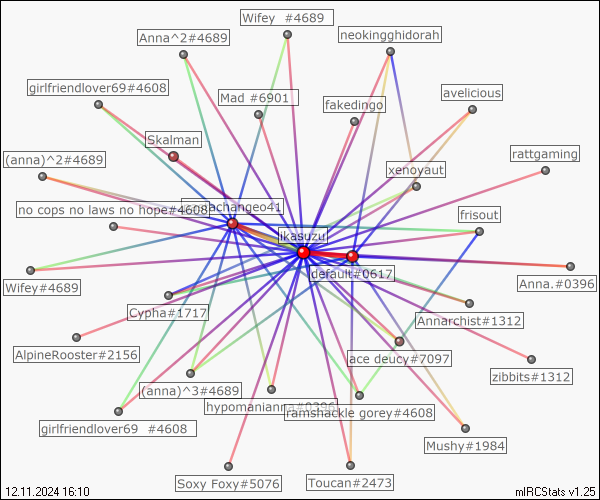 Wifey  #4689
Anna^2#4689
neokingghidorah
girlfriendlover69#4608
Mad #6901
fakedingo
avelicious
Skalman
(anna)^2#4689
rattgaming
xenoyaut
no cops no laws no hope#4608
achangeo41
frisout
ikasuzu
default#0617
Wifey#4689
Anna.#0396
Cypha#1717
Annarchist#1312
AlpineRooster#2156
ace deucy#7097
zibbits#1312
(anna)^3#4689
hypomanianna#0396
ramshackle gorey#4608
girlfriendlover69  #4608
Mushy#1984
Soxy Foxy#5076
Toucan#2473
12.11.2024 16:10
mIRCStats v1.25